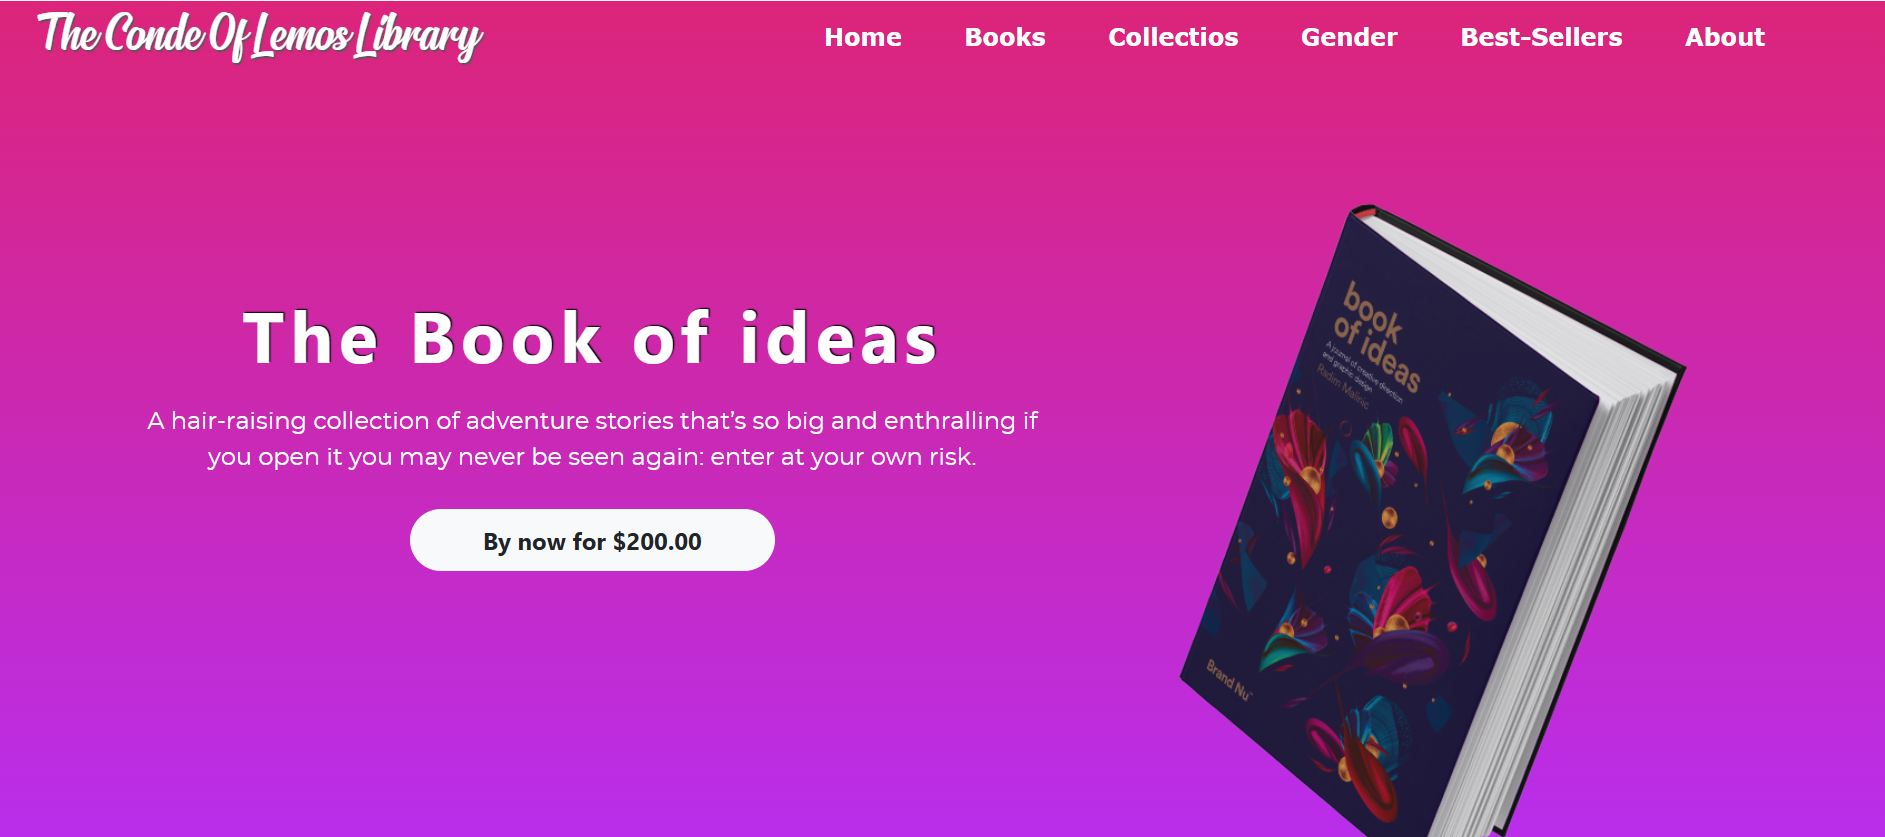 The Conde Of Lemos Library
Home Books Collectios Gender Best-Sellers About
The Book of ideas
A hair-raising collection of adventure stories that’s so big and enthralling if
you open it you may never be seen again: enter at your own risk.
By now for $200.00
book
of ideas
A journal of creative direction
and graphic design
Radim Malinic
Brand Nu™